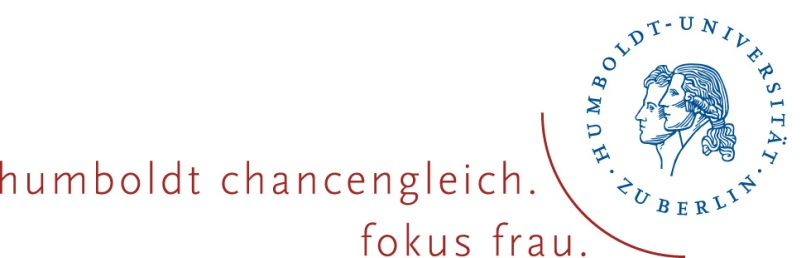 HUMBOLDT-UNIVERSITÄT
· ZU BERLIN ·
humboldt chancengleich.
fokus frau.